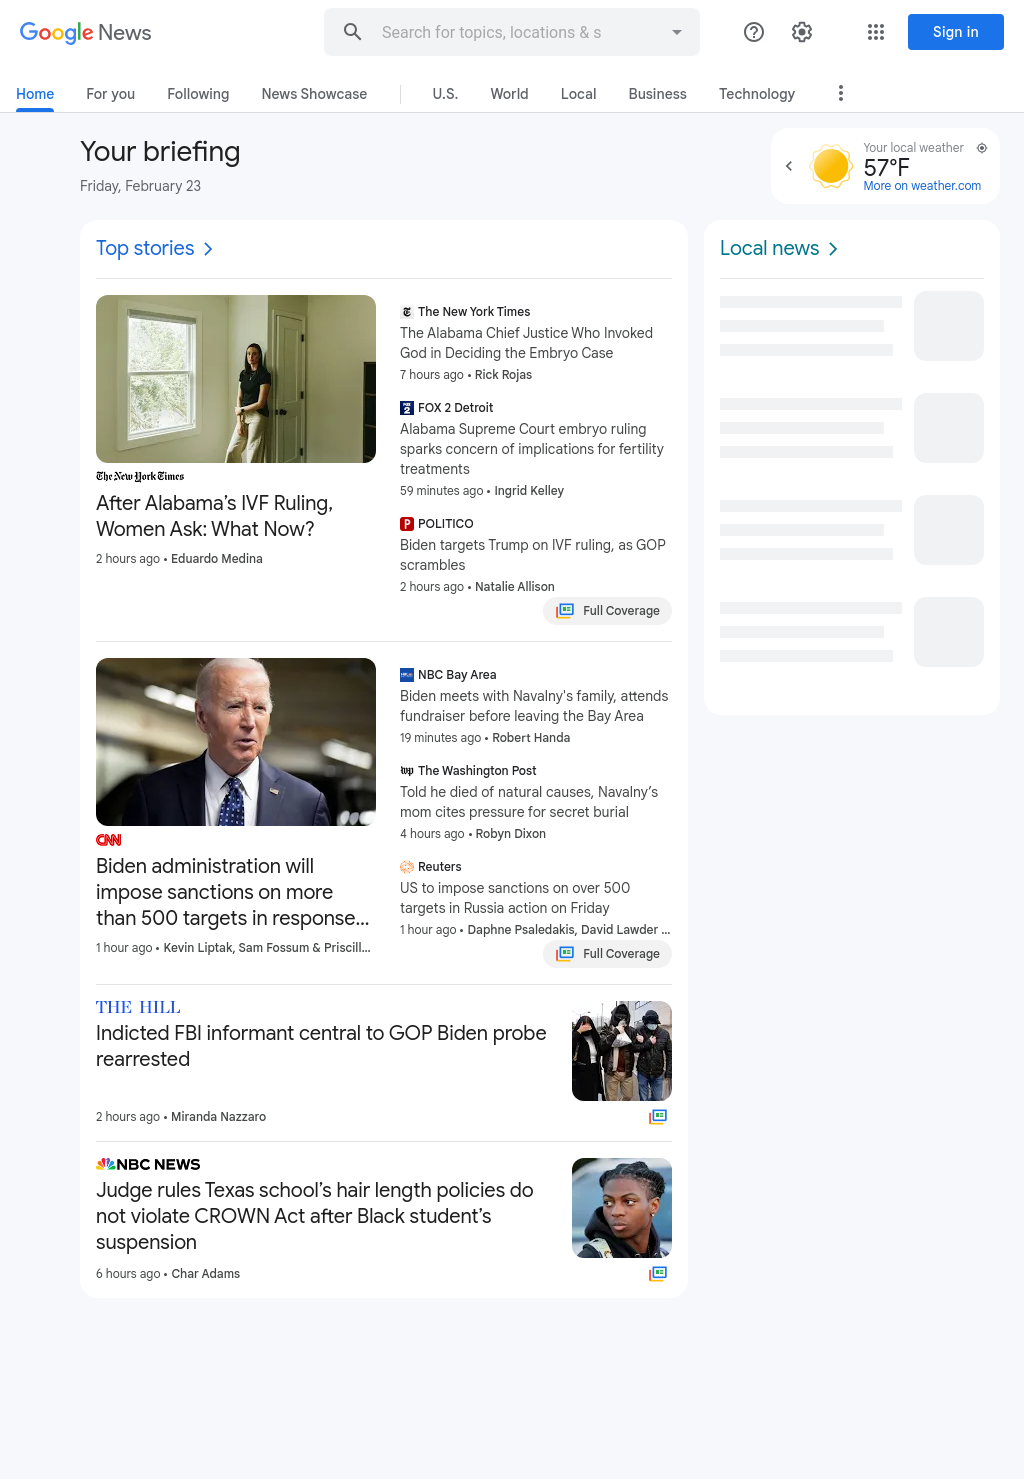 Google News
Search for topics, locations & s
Sign in
Home
For you
Following
News Showcase
U.S.
World
Local
Business
Technology
Your briefing
Friday, February 23
Your local weather
57°F
More on weather.com
Top stories
The New York Times
After Alabama’s IVF Ruling,
Women Ask: What Now?
2 hours ago • Eduardo Medina
The New York Times
The Alabama Chief Justice Who Invoked
God in Deciding the Embryo Case
7 hours ago • Rick Rojas
FOX 2 Detroit
Alabama Supreme Court embryo ruling
sparks concern of implications for fertility
treatments
59 minutes ago • Ingrid Kelley
POLITICO
Biden targets Trump on IVF ruling, as GOP
scrambles
2 hours ago • Natalie Allison
Full Coverage
CNN
Biden administration will
impose sanctions on more
than 500 targets in response...
1 hour ago • Kevin Liptak, Sam Fossum & Priscill...
NBC Bay Area
Biden meets with Navalny's family, attends
fundraiser before leaving the Bay Area
19 minutes ago • Robert Handa
The Washington Post
Told he died of natural causes, Navalny’s
mom cites pressure for secret burial
4 hours ago • Robyn Dixon
Reuters
US to impose sanctions on over 500
targets in Russia action on Friday
1 hour ago • Daphne Psaledakis, David Lawder ...
Full Coverage
THE HILL
Indicted FBI informant central to GOP Biden probe
rearrested
2 hours ago • Miranda Nazzaro
NBC NEWS
Judge rules Texas school’s hair length policies do
not violate CROWN Act after Black student’s
suspension
6 hours ago • Char Adams
Local news